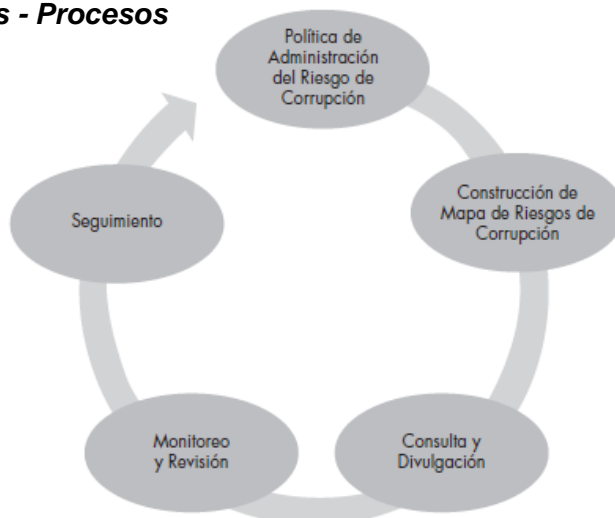 s - Procesos
Política de
Administración
del Riesgo de
Corrupción
Construcción de
Mapa de Riesgos de
Corrupción
Consulta y
Divulgación
Monitoreo
y Revisión
Seguimiento